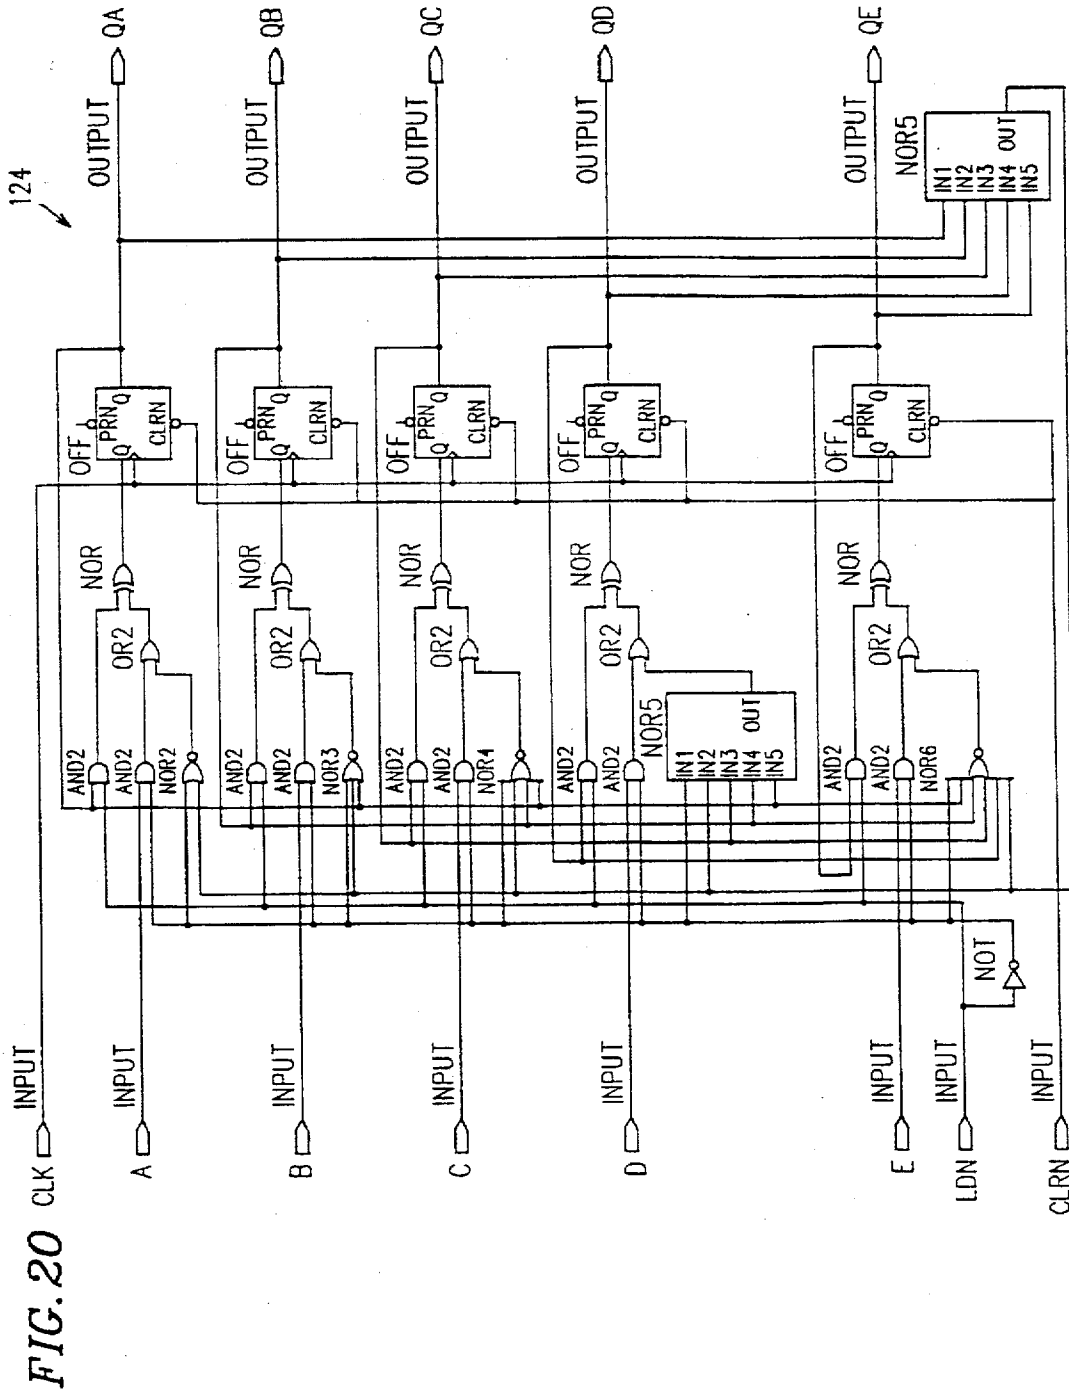 FIG. 20
124
CLK INPUT
A INPUT
AND2
AND2
NOR2
OR2
NOR
OFF
PRN
Q Q
CLRN
OUTPUT QA
B INPUT
AND2
AND2
NOR3
OR2
NOR
OFF
PRN
Q Q
CLRN
OUTPUT QB
C INPUT
AND2
AND2
NOR4
OR2
NOR
OFF
PRN
Q Q
CLRN
OUTPUT QC
D INPUT
AND2
AND2
NOR5
IN1
IN2
IN3
IN4
IN5
OUT
OR2
NOR
OFF
PRN
Q Q
CLRN
OUTPUT QD
E INPUT
AND2
AND2
NOR6
OR2
NOR
OFF
PRN
Q Q
CLRN
OUTPUT QE
NOR5
IN1
IN2
IN3
IN4
IN5
OUT
LDN INPUT
NOT
CLRN INPUT